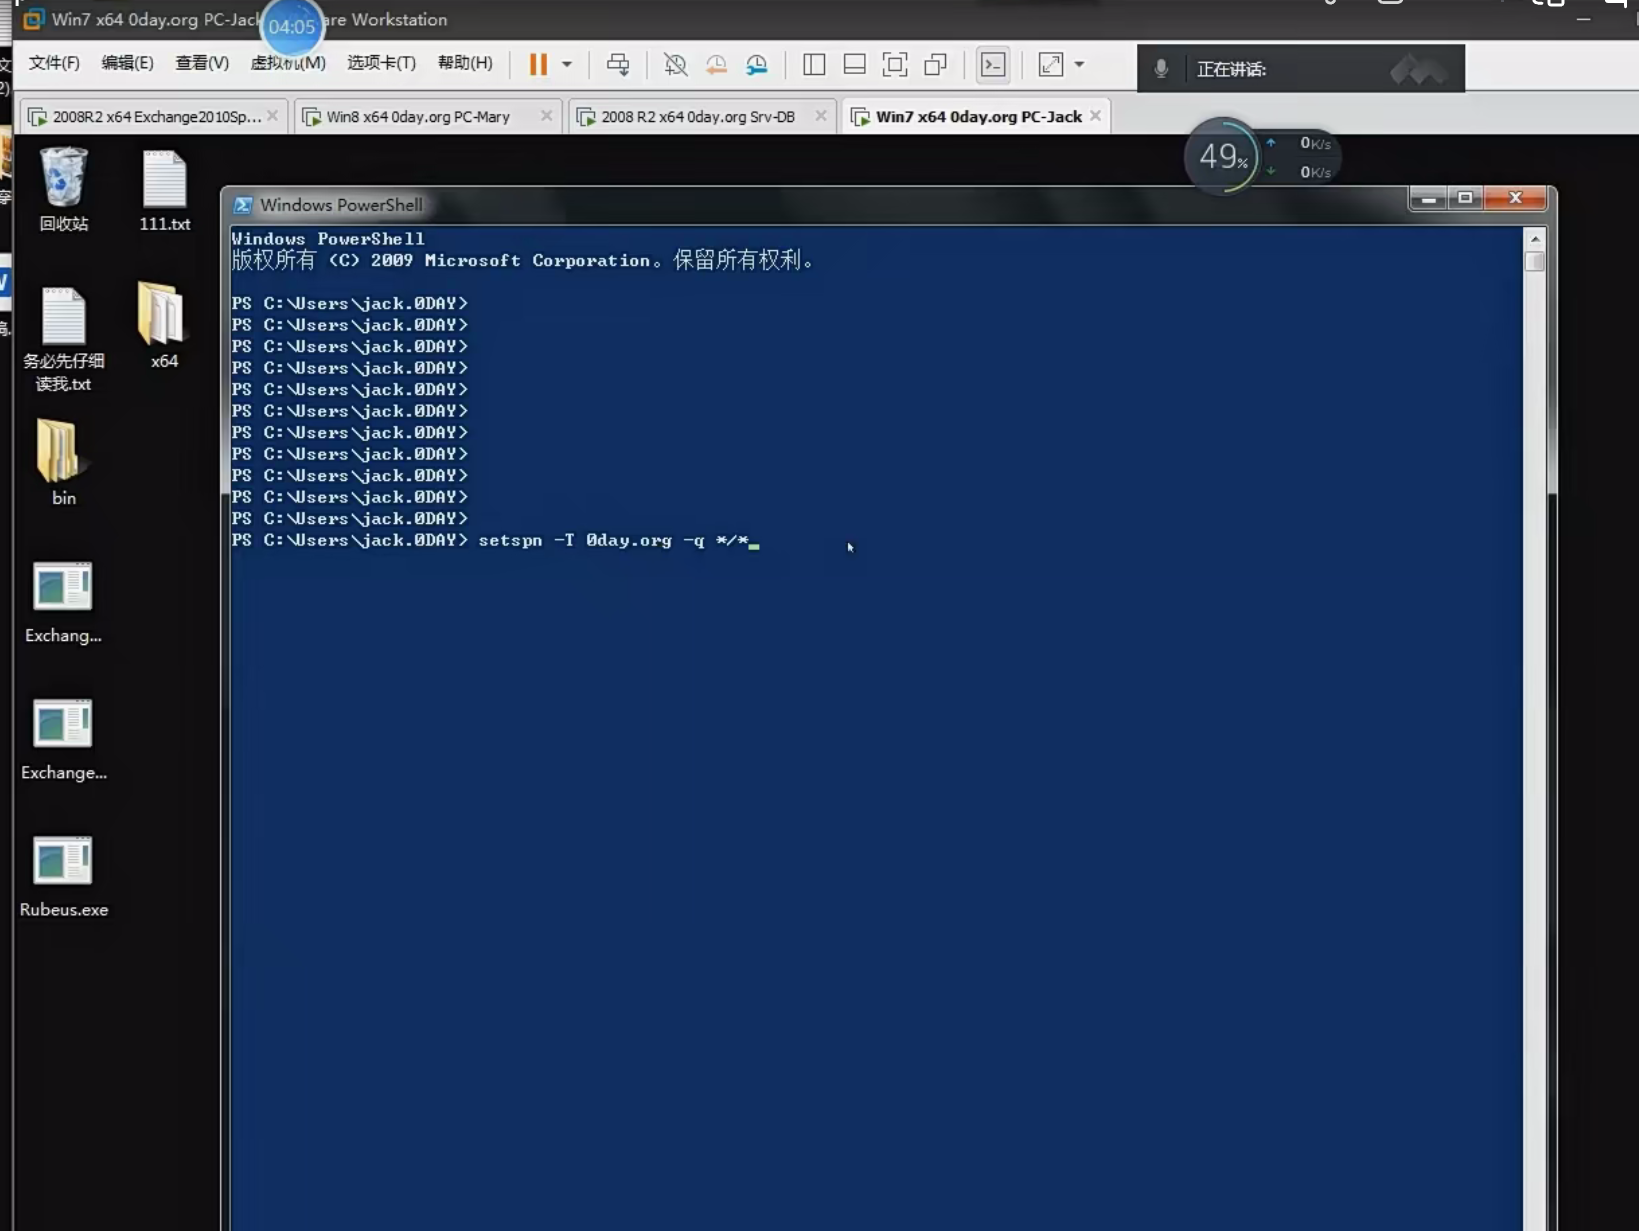 Win7 x64 0day.org PC-Jack
04:05
are Workstation
文件(F) 编辑(E) 查看(V) 虚拟机(M) 选项卡(T) 帮助(H)
正在讲话:
2008R2 x64 Exchange2010Sp... Win8 x64 0day.org PC-Mary 2008 R2 x64 0day.org Srv-DB Win7 x64 0day.org PC-Jack
49%
0K/s
0K/s
回收站
111.txt
务必先仔细
读我.txt
x64
bin
Exchang...
Exchange...
Rubeus.exe
Windows PowerShell
Windows PowerShell
版权所有 (C) 2009 Microsoft Corporation。保留所有权利。
PS C:\Users\jack.0DAY>
PS C:\Users\jack.0DAY>
PS C:\Users\jack.0DAY>
PS C:\Users\jack.0DAY>
PS C:\Users\jack.0DAY>
PS C:\Users\jack.0DAY>
PS C:\Users\jack.0DAY>
PS C:\Users\jack.0DAY>
PS C:\Users\jack.0DAY>
PS C:\Users\jack.0DAY>
PS C:\Users\jack.0DAY>
PS C:\Users\jack.0DAY> setspn -T 0day.org -q */*